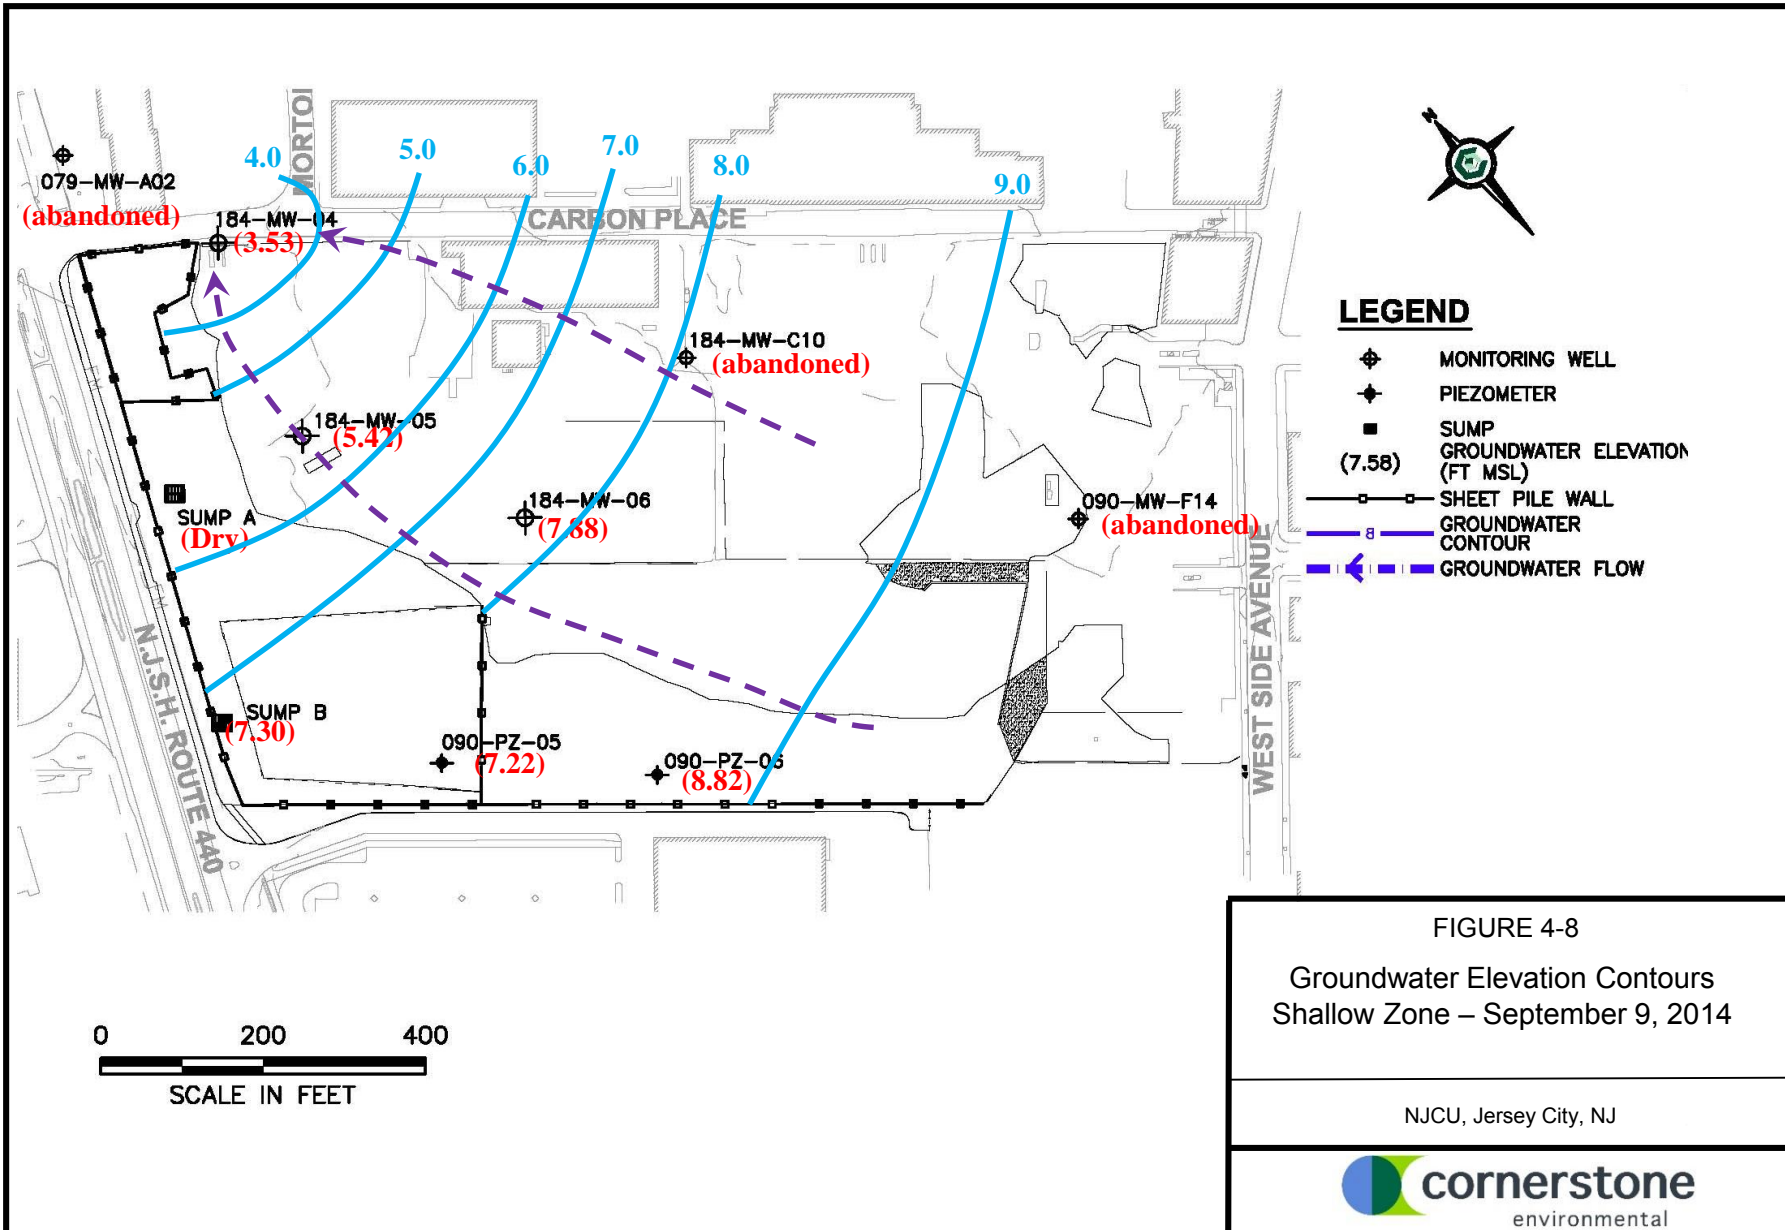 MORTOI
4.0
5.0
6.0
7.0
8.0
9.0
N
079-MW-A02
(abandoned)
184-MW-04
(3.53)
CARBON PLACE
184-MW-C10
(abandoned)
184-MW-05
(5.42)
184-MW-06
(7.88)
090-MW-F14
(abandoned)
SUMP A
(Dry)
SUMP B
(7.30)
090-PZ-05
(7.22)
090-PZ-06
(8.82)
N.J.S.H. ROUTE 440
WEST SIDE AVENUE
LEGEND
MONITORING WELL
PIEZOMETER
SUMP
(7.58) GROUNDWATER ELEVATION
(FT MSL)
SHEET PILE WALL
8 GROUNDWATER
CONTOUR
GROUNDWATER FLOW
0 200 400
SCALE IN FEET
FIGURE 4-8
Groundwater Elevation Contours
Shallow Zone – September 9, 2014
NJCU, Jersey City, NJ
cornerstone
environmental